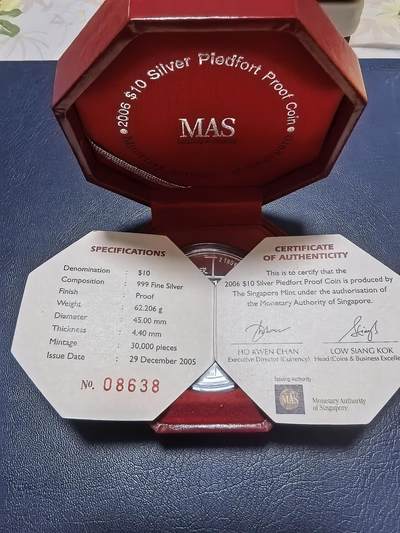 • 2006 $10 Silver Piedfort Proof Coin •
MAS
SPECIFICATIONS
Denomination : $10
Composition : 999 Fine Silver
Finish : Proof
Weight : 62.206 g
Diameter : 45.00 mm
Thickness : 4.40 mm
Mintage : 30,000 pieces
Issue Date : 29 December 2005
No. 08638
CERTIFICATE
OF AUTHENTICITY
This is to certify that the
2006 $10 Silver Piedfort Proof Coin is produced by
The Singapore Mint under the authorisation of
the Monetary Authority of Singapore.
HO KWEN CHAN
Executive Director (Currency)
LOW SIANG KOK
Head (Coins & Business Excelle
Issuing Authority
MAS
Monetary Authority
of Singapore